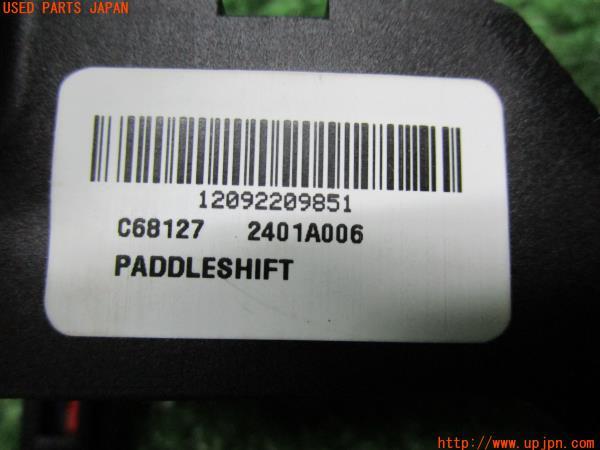 USED PARTS JAPAN
12092209851
C68127 2401A006
PADDLESHIFT
http://www.upjpn.com/